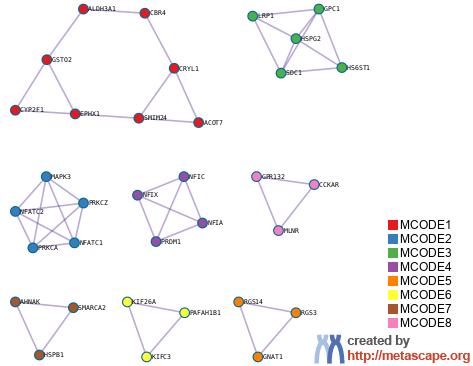 ALDH3A1
CBR4
LRP1
GPC1
HSPG2
GSTO2
CRYL1
SDC1
HS6ST1
CYP2F1
EPHX1
SMIM24
ACOT7
MAPK3
NFIC
GPR132
CCKAR
NFIX
PRKCZ
NFATC2
NFIA
MLNR
PRKCA
NFATC1
PRDM1
MCODE1
MCODE2
MCODE3
MCODE4
MCODE5
MCODE6
MCODE7
MCODE8
AHNAK
SMARCA2
KIF26A
PAFAH1B1
RGS14
RGS3
HSPB1
KIFC3
GNAT1
created by
http://metascape.org